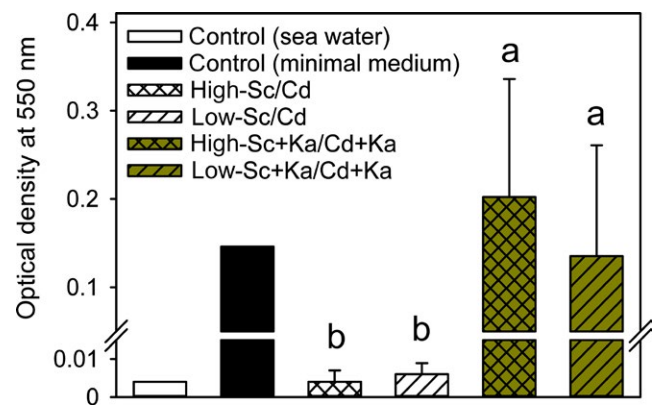 Optical density at 550 nm
0.4
0.3
0.2
0.1
0.01
0
Control (sea water)
Control (minimal medium)
High-Sc/Cd
Low-Sc/Cd
High-Sc+Ka/Cd+Ka
Low-Sc+Ka/Cd+Ka
b
b
a
a